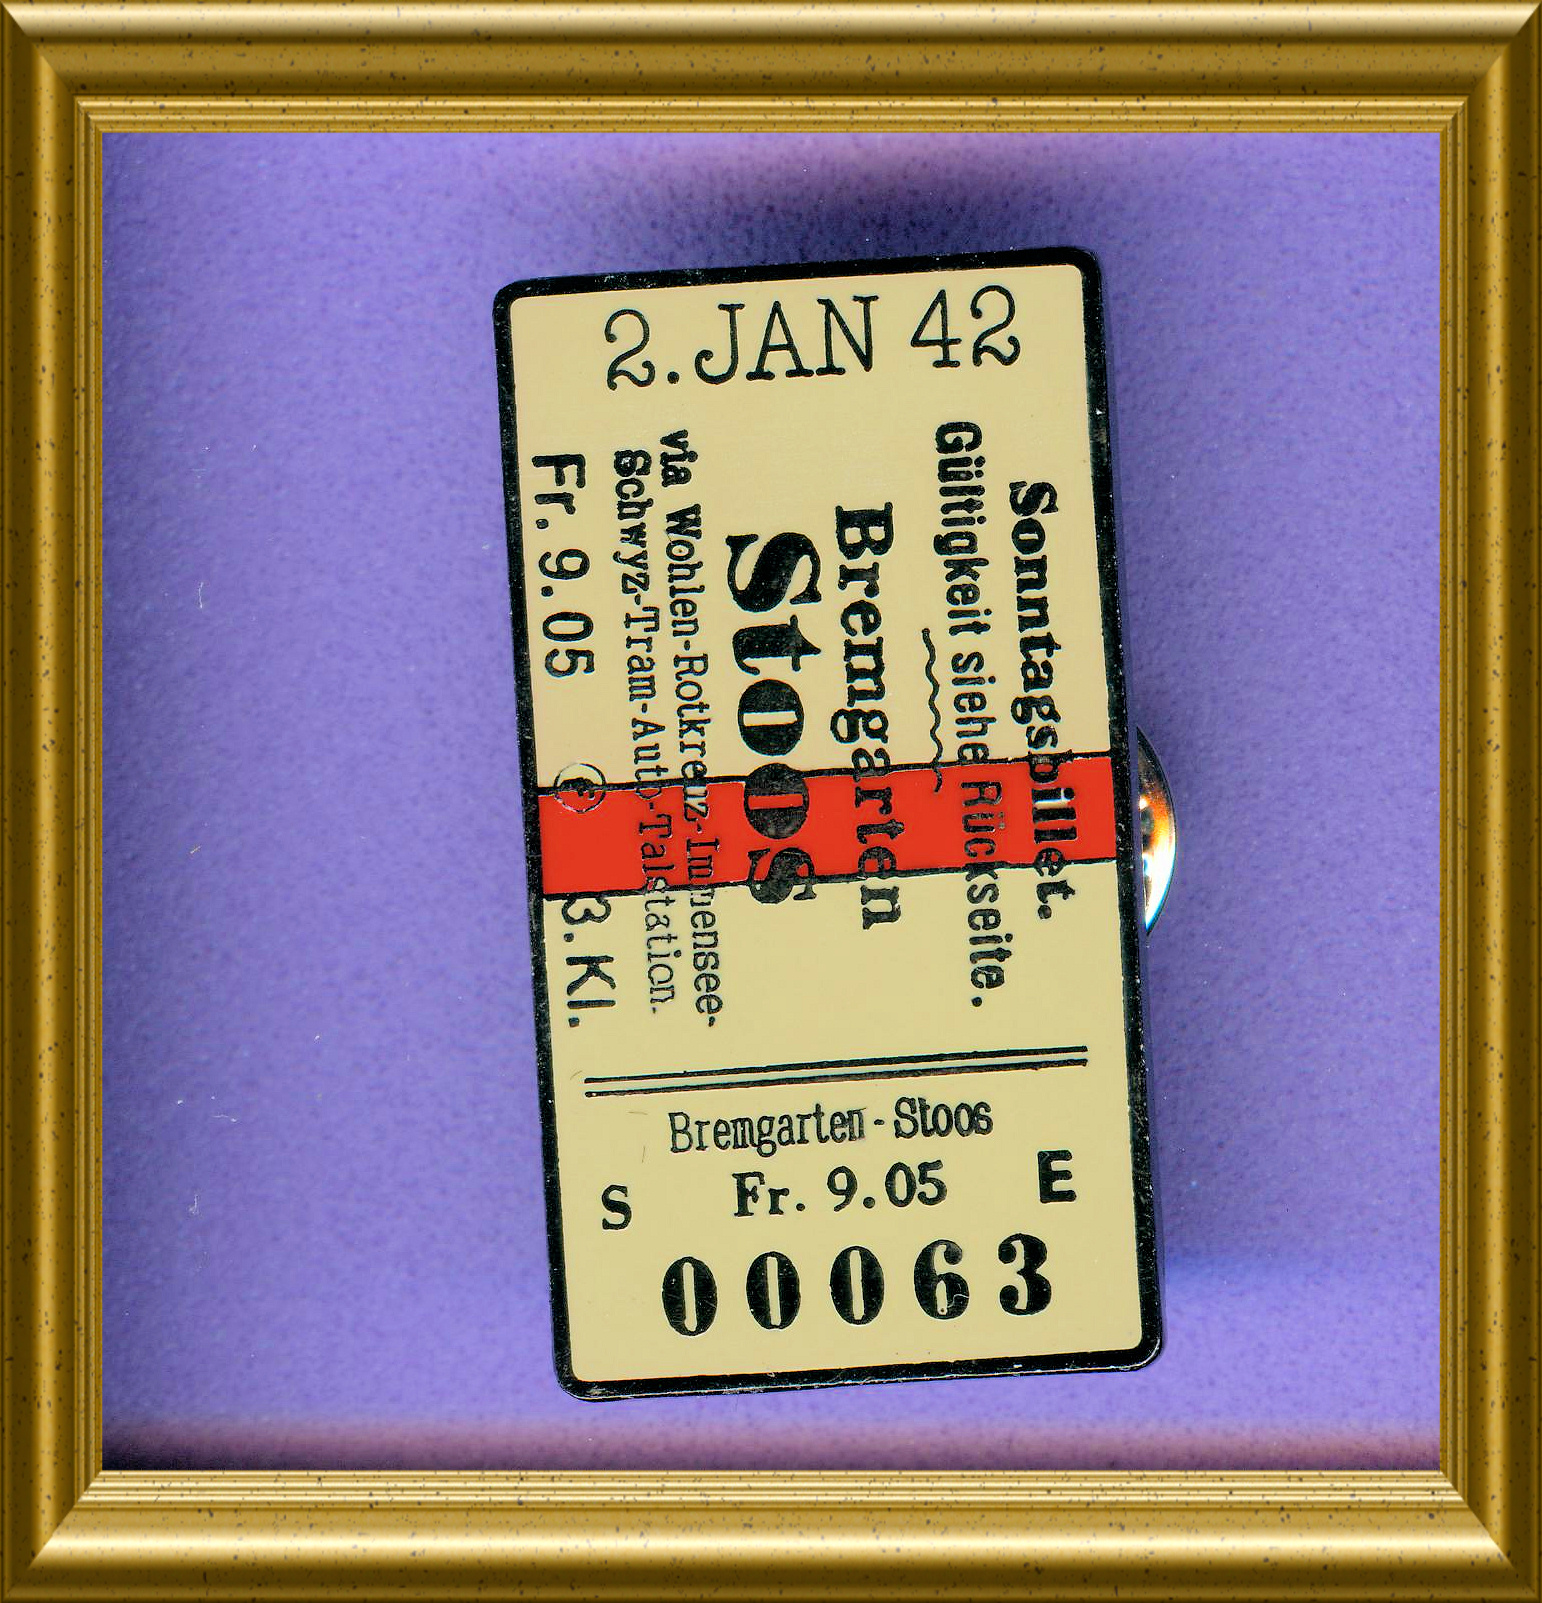 2. JAN 42
Sonntagsbillet.
Gültigkeit siehe Rückseite.
Bremgarten
Stoos
via Wohlen-Rotkreuz-Immensee-
Schwyz-Tram-Auto-Talstation.
Fr. 9.05 F 3. Kl.
Bremgarten - Stoos
S Fr. 9.05 E
00063